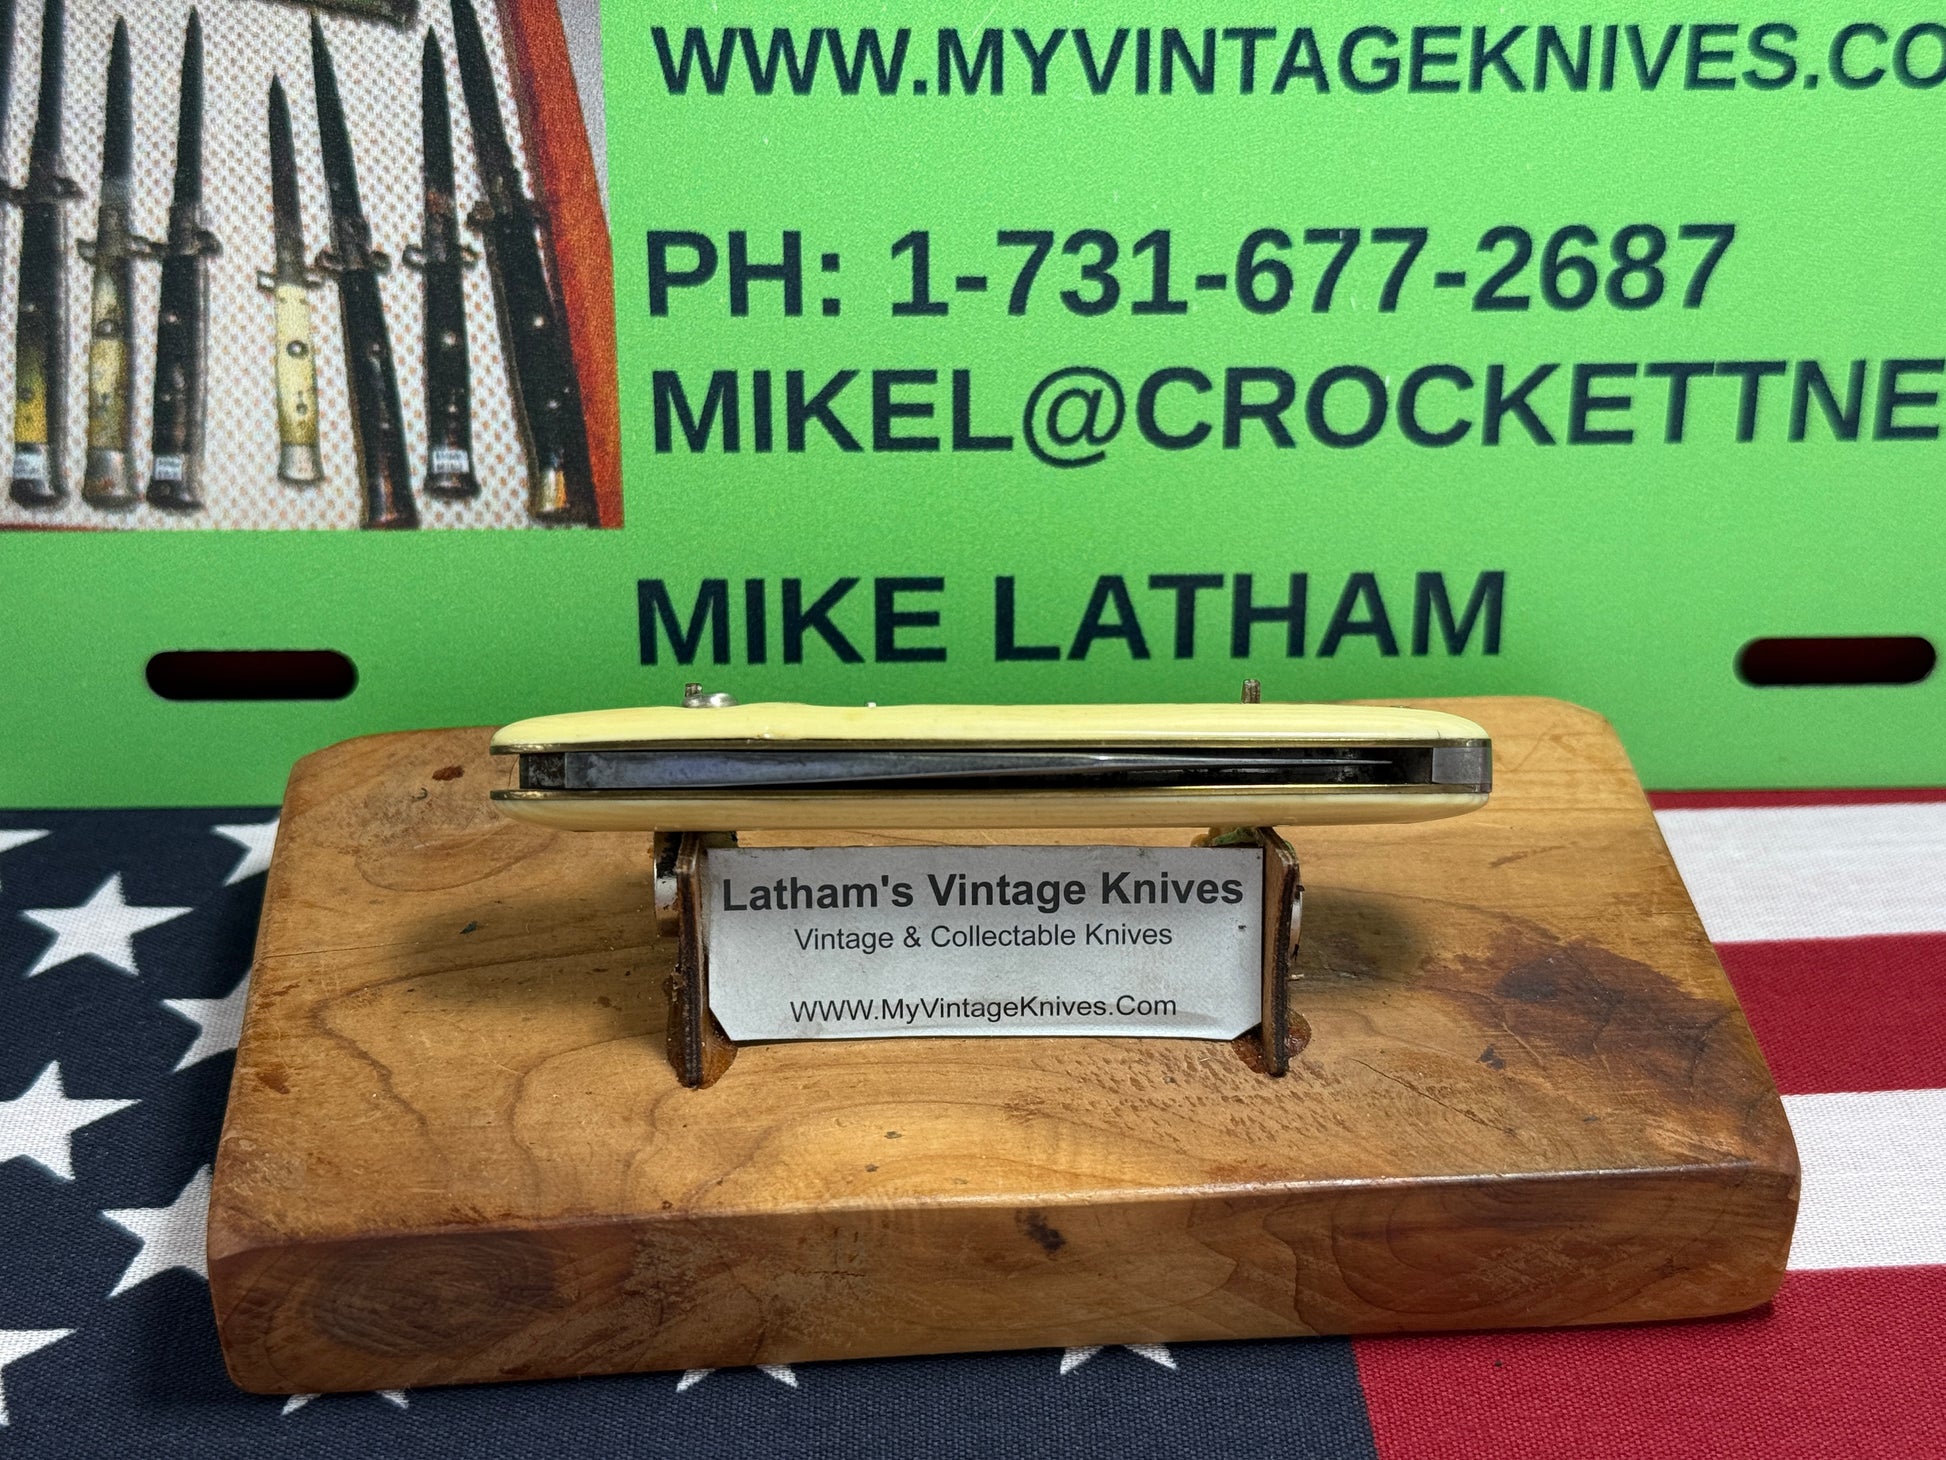 WWW.MYVINTAGEKNIVES.CO
PH: 1-731-677-2687
MIKEL@CROCKETTNE
MIKE LATHAM
Latham's Vintage Knives
Vintage & Collectable Knives
WWW.MyVintageKnives.Com